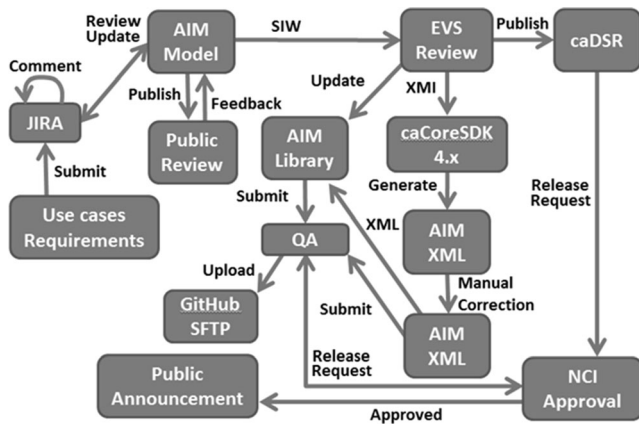 Review
Update
AIM
Model
SIW
EVS
Review
Publish
caDSR
Comment
JIRA
Publish
Feedback
Update
XMI
Public
Review
AIM
Library
caCoreSDK
4.x
Submit
Submit
Generate
Release
Request
Use cases
Requirements
QA
XML
AIM
XML
Upload
Manual
Correction
GitHub
SFTP
Submit
AIM
XML
Release
Request
Public
Announcement
NCI
Approval
Approved